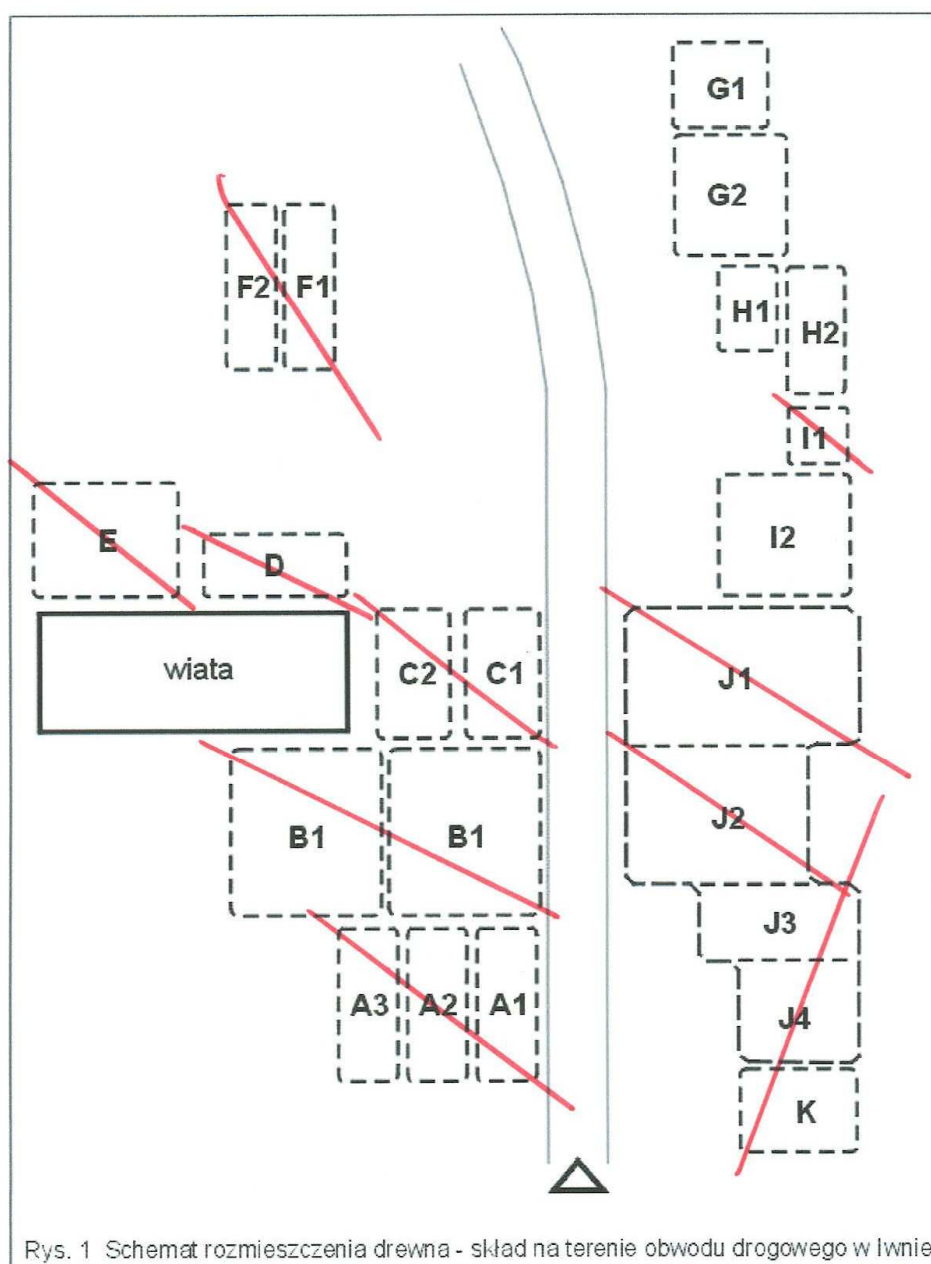 G1
G2
F2 F1
H1 H2
I1
E D I2
wiata C2 C1 J1
B1 B1 J2
J3
A3 A2 A1 J4
K
Rys. 1 Schemat rozmieszczenia drewna - skład na terenie obwodu drogowego w Iwnie